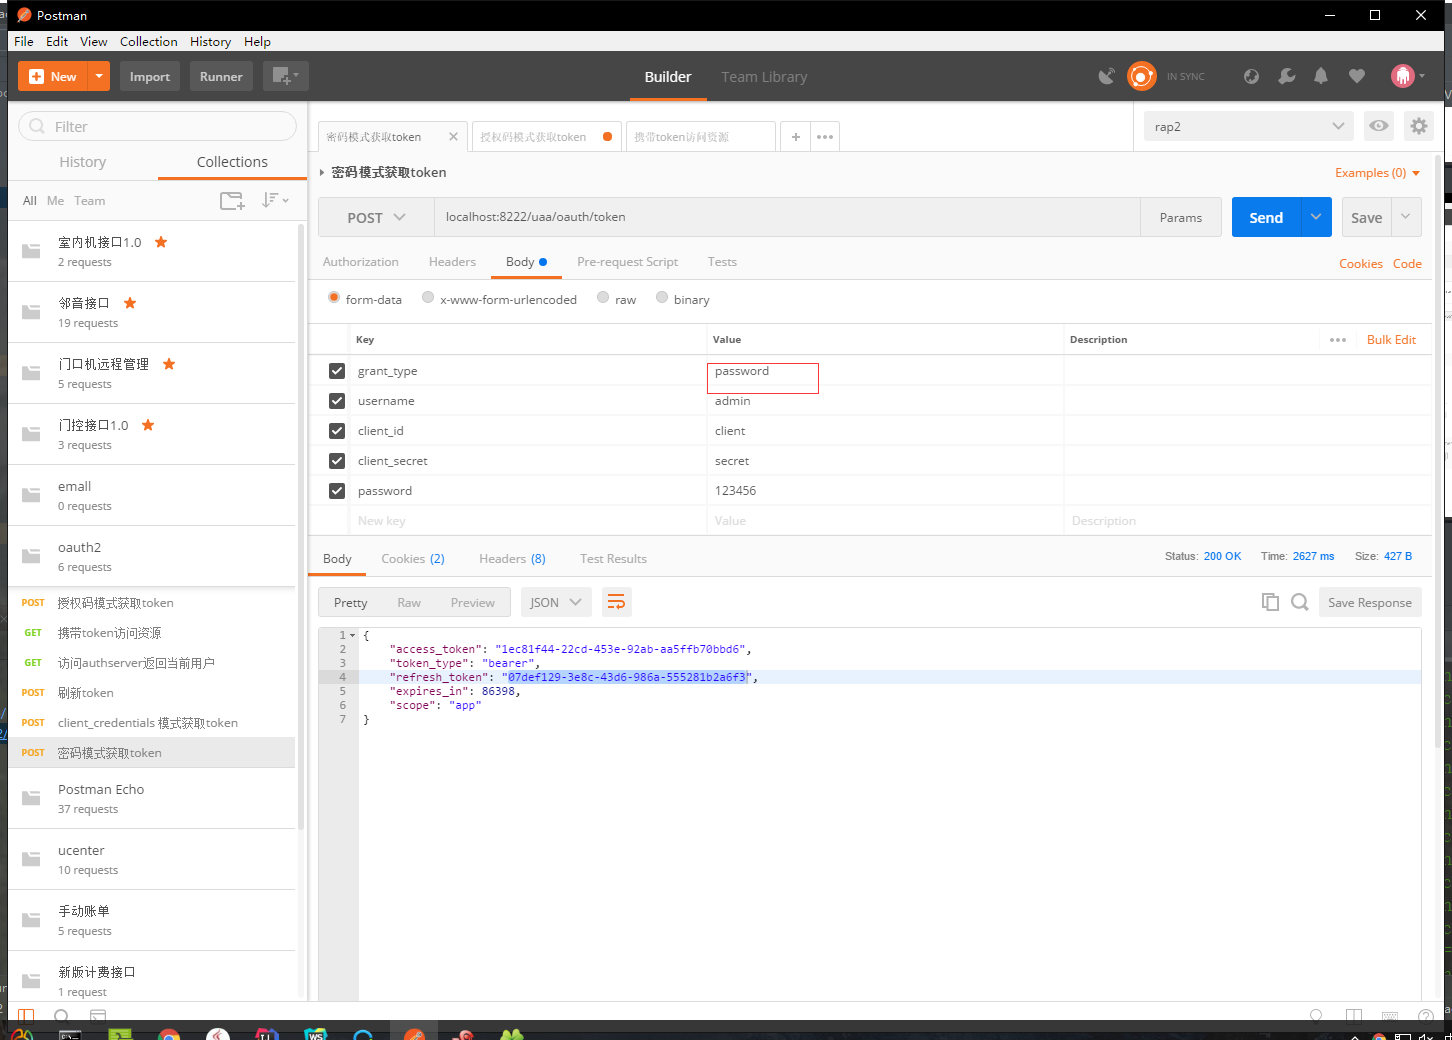 Postman
File Edit View Collection History Help
New Import Runner Builder Team Library IN SYNC
Filter
History Collections
All Me Team
室内机接口1.0
2 requests
邻音接口
19 requests
门口机远程管理
5 requests
门控接口1.0
3 requests
emall
0 requests
oauth2
6 requests
POST 授权码模式获取token
GET 携带token访问资源
GET 访问authserver返回当前用户
POST 刷新token
POST client_credentials 模式获取token
POST 密码模式获取token
Postman Echo
37 requests
ucenter
10 requests
手动账单
5 requests
新版计费接口
1 request
密码模式获取token 授权码模式获取token 携带token访问资源 rap2
密码模式获取token Examples (0)
POST localhost:8222/uaa/oauth/token Params Send Save
Authorization Headers Body Pre-request Script Tests Cookies Code
form-data x-www-form-urlencoded raw binary
Key Value Description Bulk Edit
grant_type password
username admin
client_id client
client_secret secret
password 123456
New key Value Description
Body Cookies (2) Headers (8) Test Results Status: 200 OK Time: 2627 ms Size: 427 B
Pretty Raw Preview JSON Save Response
1 {
2 "access_token": "1ec81f44-22cd-453e-92ab-aa5ffb70bbd6",
3 "token_type": "bearer",
4 "refresh_token": "07def129-3e8c-43d6-986a-555281b2a6f3",
5 "expires_in": 86398,
6 "scope": "app"
7 }